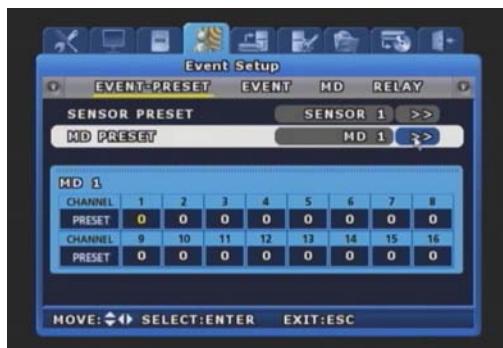 Event Setup
EVENT-PRESET EVENT MD RELAY
SENSOR PRESET SENSOR 1 >>
MD PRESET MD 1 >>
MD 1
CHANNEL 1 2 3 4 5 6 7 8
PRESET 0 0 0 0 0 0 0 0
CHANNEL 9 10 11 12 13 14 15 16
PRESET 0 0 0 0 0 0 0 0
MOVE: SELECT:ENTER EXIT:ESC